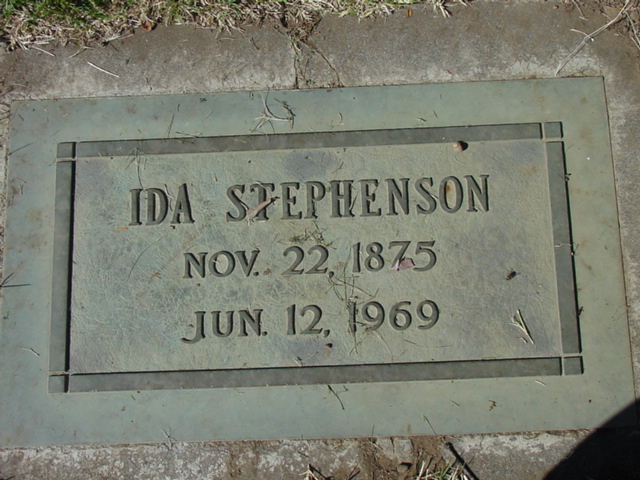 IDA STEPHENSON
NOV. 22, 1875
JUN. 12, 1969